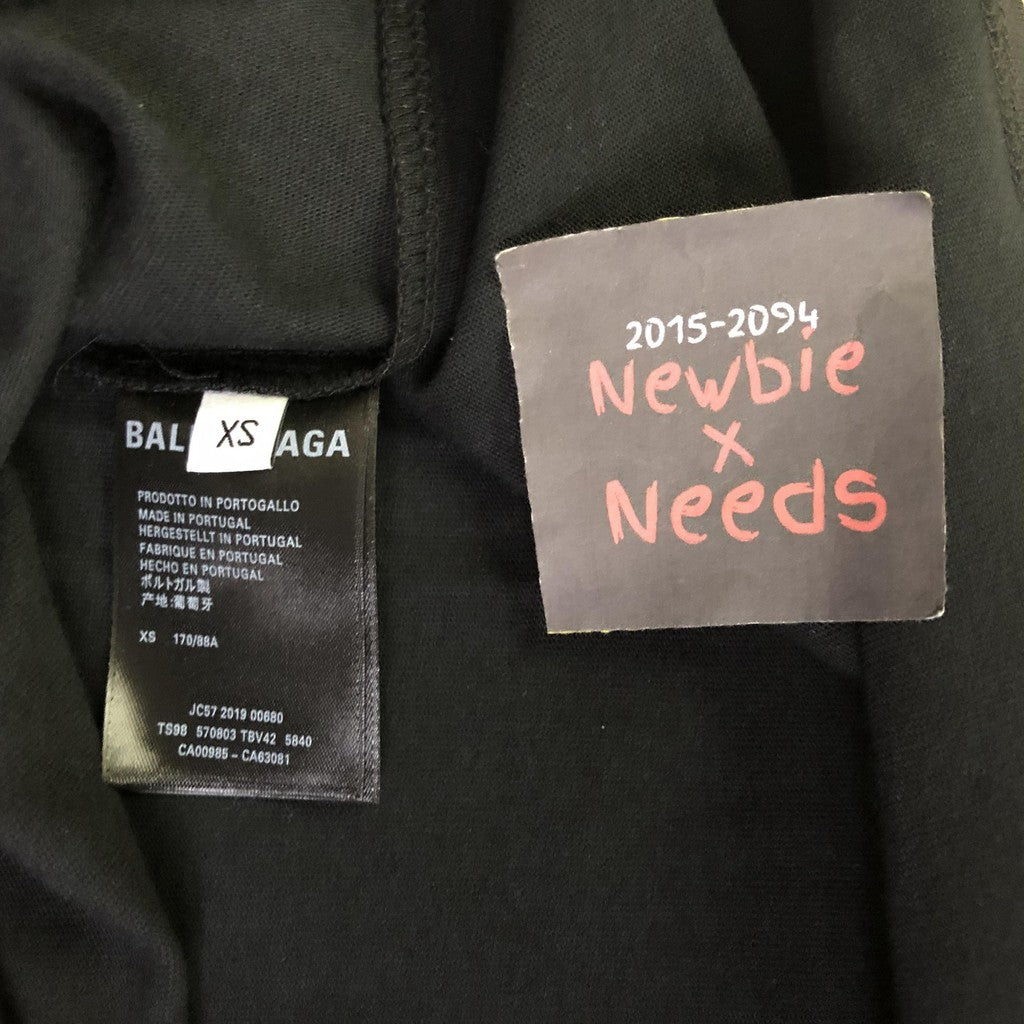 BAL AGA
XS
PRODOTTO IN PORTOGALLO
MADE IN PORTUGAL
HERGESTELLT IN PORTUGAL
FABRIQUE EN PORTUGAL
HECHO EN PORTUGAL
ポルトガル製
产地:葡萄牙
XS 170/88A
JC57 2019 00680
TS98 570803 TBV42 5840
CA00985 - CA63081
2015-2094
Newbie
x
Needs